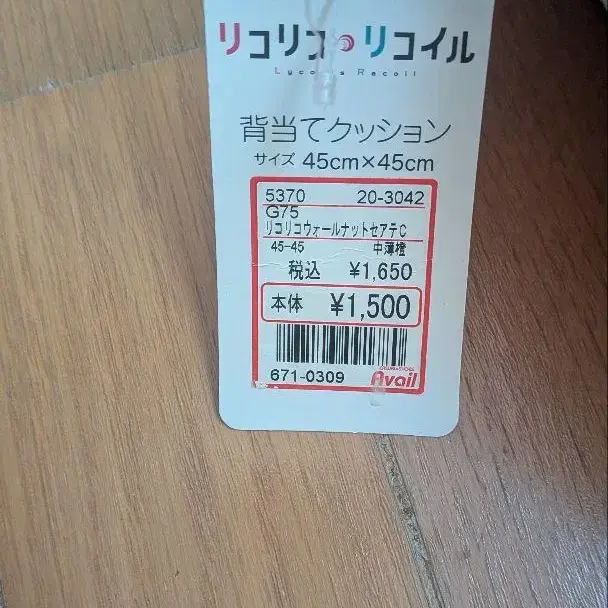 リコリス・リコイル
Lycoris Recoil
背当てクッション
サイズ 45cm×45cm
5370 20-3042
G75
リコリコウォールナットセアテC
45-45 中薄橙
税込 ¥1,650
本体 ¥1,500
671-0309 Avail